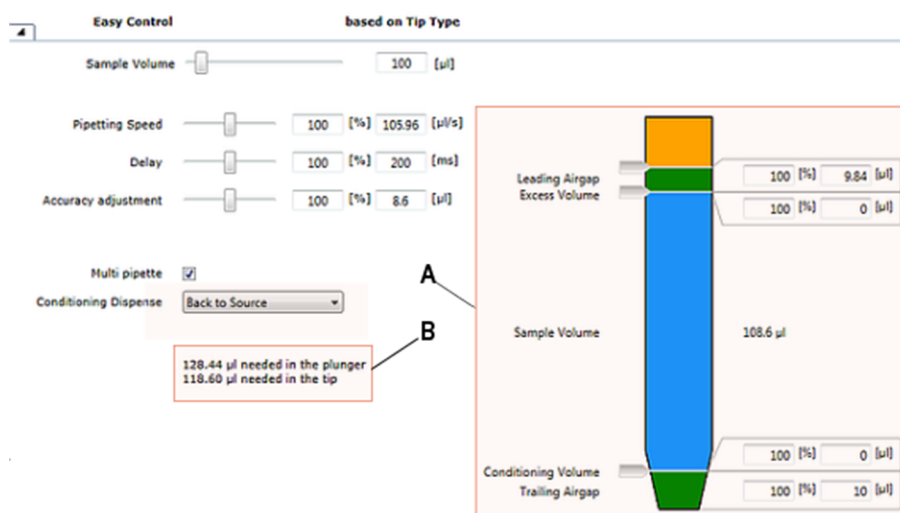 Easy Control based on Tip Type
Sample Volume 100 [µl]
Pipetting Speed 100 [%] 105.96 [µl/s]
Delay 100 [%] 200 [ms]
Accuracy adjustment 100 [%] 8.6 [µl]
Multi pipette
Conditioning Dispense Back to Source
128.44 µl needed in the plunger
118.60 µl needed in the tip
A
B
Leading Airgap 100 [%] 9.84 [µl]
Excess Volume 100 [%] 0 [µl]
Sample Volume 108.6 µl
Conditioning Volume 100 [%] 0 [µl]
Trailing Airgap 100 [%] 10 [µl]